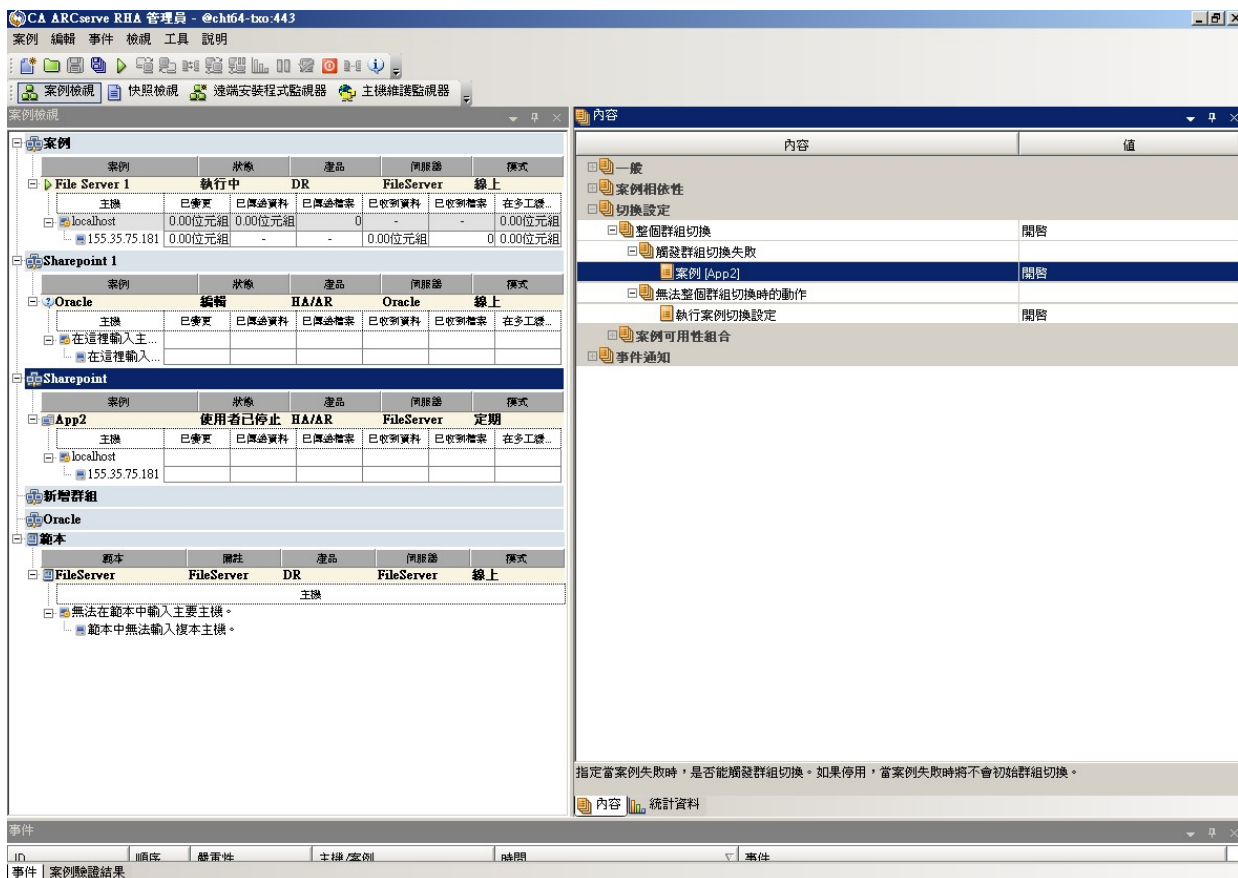 CA ARCserve RHA 管理員 - @cht64-txo:443
案例 編輯 事件 檢視 工具 說明
案例檢視 快照檢視 遠端安裝程式監視器 主機維護監視器
案例檢視
案例
案例 狀態 產品 伺服器 模式
File Server 1 執行中 DR FileServer 線上
主機 已變更 已傳送資料 已傳送檔案 已收到資料 已收到檔案 在多工緩...
localhost 0.00位元組 0.00位元組 0 - - 0.00位元組
155.35.75.181 0.00位元組 - - 0.00位元組 0 0.00位元組
Sharepoint 1
案例 狀態 產品 伺服器 模式
Oracle 編輯 HA/AR Oracle 線上
主機 已變更 已傳送資料 已傳送檔案 已收到資料 已收到檔案 在多工緩...
在這裡輸入主...
在這裡輸入...
Sharepoint
案例 狀態 產品 伺服器 模式
App2 使用者已停止 HA/AR FileServer 定期
主機 已變更 已傳送資料 已傳送檔案 已收到資料 已收到檔案 在多工緩...
localhost
155.35.75.181
新增群組
Oracle
範本
範本 備註 產品 伺服器 模式
FileServer FileServer DR FileServer 線上
主機
無法在範本中輸入主要主機。
範本中無法輸入複本主機。
內容
內容 值
一般
案例相依性
切換設定
整個群組切換 開啓
觸發群組切換失敗
案例 [App2] 開啓
無法整個群組切換時的動作
執行案例切換設定 開啓
案例可用性組合
事件通知
指定當案例失敗時，是否能觸發群組切換。如果停用，當案例失敗時將不會初始群組切換。
內容 統計資料
事件
ID 順序 嚴重性 主機/案例 時間 事件
事件 案例驗證結果